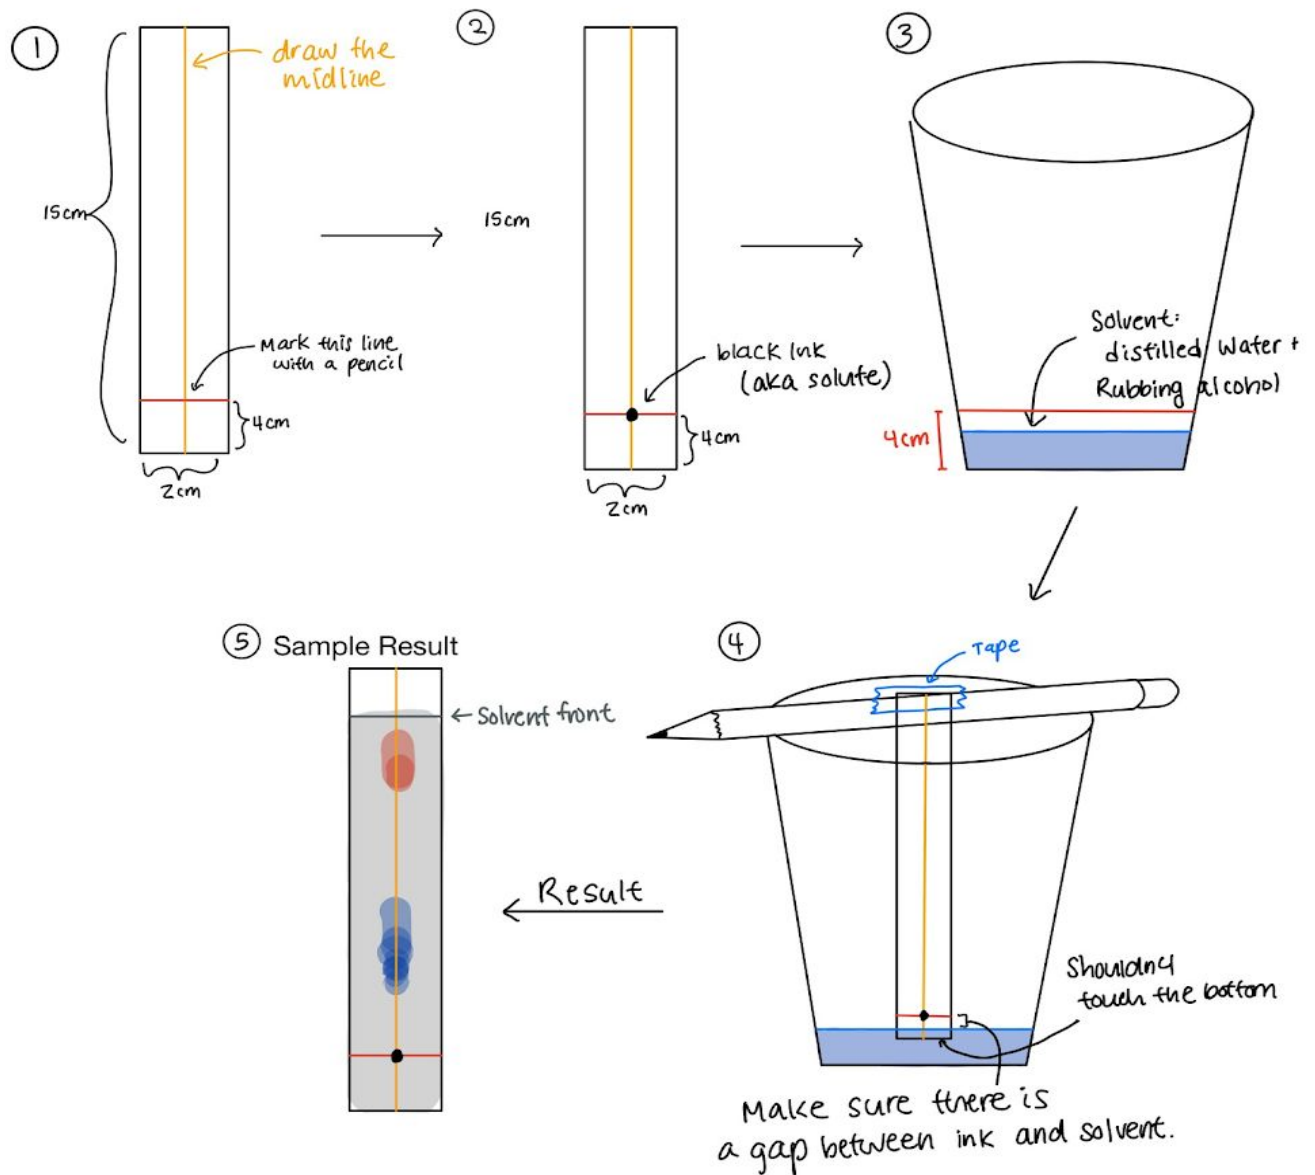 1
draw the
midline
15cm
Mark this line
with a pencil
4cm
2cm
2
15cm
black ink
(aka solute)
4cm
2cm
3
Solvent:
distilled water +
Rubbing alcohol
4cm
4
Tape
Shouldn't
touch the bottom
Make sure there is
a gap between ink and solvent.
Result
5 Sample Result
Solvent front